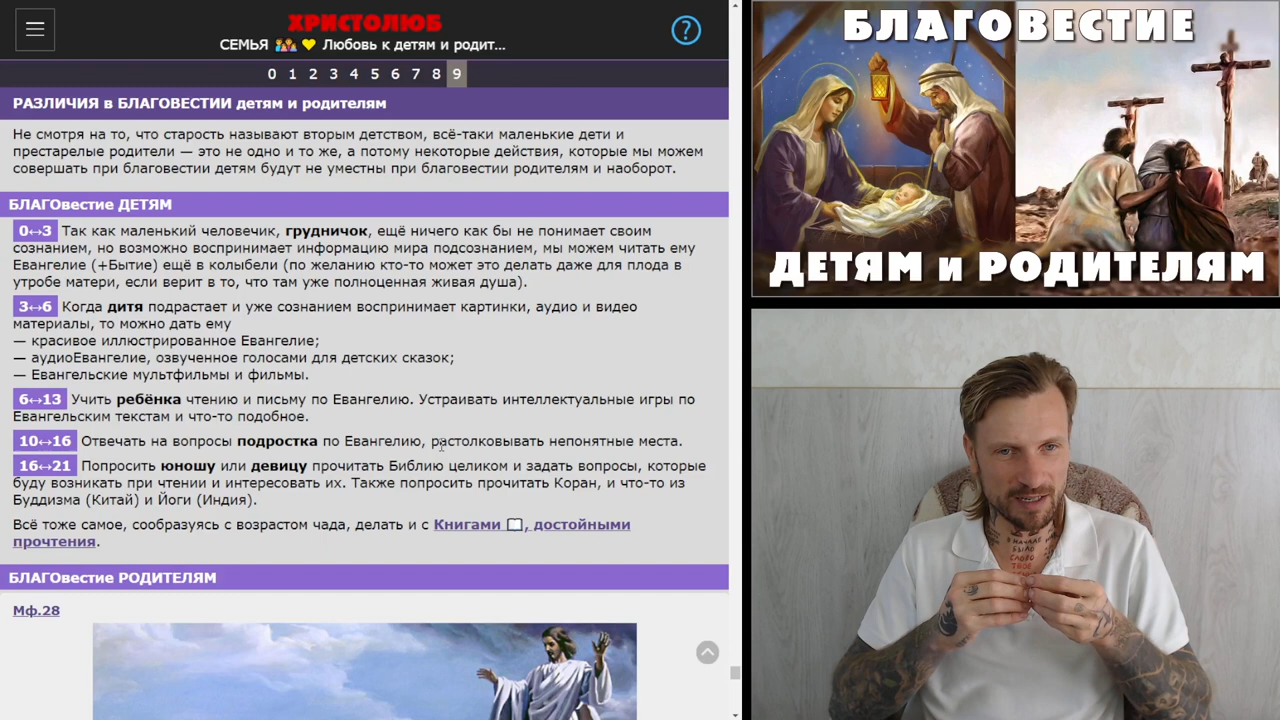 ХРИСТОЛЮБ
СЕМЬЯ 👨‍👩‍👧 💛 Любовь к детям и родит...
0 1 2 3 4 5 6 7 8 9
РАЗЛИЧИЯ в БЛАГОВЕСТИИ детям и родителям
Не смотря на то, что старость называют вторым детством, всё-таки маленькие дети и
престарелые родители — это не одно и то же, а потому некоторые действия, которые мы можем
совершать при благовестии детям будут не уместны при благовестии родителям и наоборот.
БЛАГОвестие ДЕТЯМ
0↔3 Так как маленький человечик, грудничок, ещё ничего как бы не понимает своим
сознанием, но возможно воспринимает информацию мира подсознанием, мы можем читать ему
Евангелие (+Бытие) ещё в колыбели (по желанию кто-то может это делать даже для плода в
утробе матери, если верит в то, что там уже полноценная живая душа).
3↔6 Когда дитя подрастает и уже сознанием воспринимает картинки, аудио и видео
материалы, то можно дать ему
— красивое иллюстрированное Евангелие;
— аудиоЕвангелие, озвученное голосами для детских сказок;
— Евангельские мультфильмы и фильмы.
6↔13 Учить ребёнка чтению и письму по Евангелию. Устраивать интеллектуальные игры по
Евангельским текстам и что-то подобное.
10↔16 Отвечать на вопросы подростка по Евангелию, растолковывать непонятные места.
16↔21 Попросить юношу или девицу прочитать Библию целиком и задать вопросы, которые
буду возникать при чтении и интересовать их. Также попросить прочитать Коран, и что-то из
Буддизма (Китай) и Йоги (Индия).
Всё тоже самое, сообразуясь с возрастом чада, делать и с Книгами 📖, достойными
прочтения.
БЛАГОвестие РОДИТЕЛЯМ
Мф.28
БЛАГОВЕСТИЕ
ДЕТЯМ и РОДИТЕЛЯМ
В НАЧАЛЕ
БЫЛО
СЛОВО
ТВОЕ